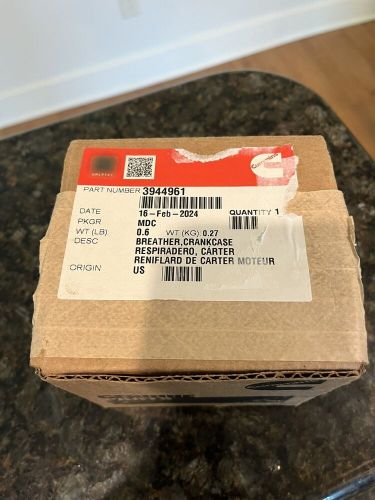 PART NUMBER 3944961
DATE 16-Feb-2024 QUANTITY 1
PKGR MDC
WT (LB) 0.6 WT (KG) 0.27
DESC BREATHER,CRANKCASE
RESPIRADERO, CÁRTER
RENIFLARD DE CARTER MOTEUR
ORIGIN US